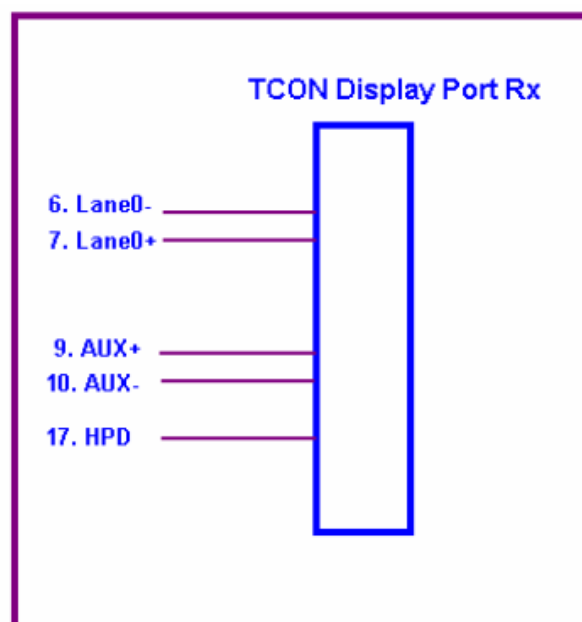 TCON Display Port Rx
6. Lane0-
7. Lane0+
9. AUX+
10. AUX-
17. HPD